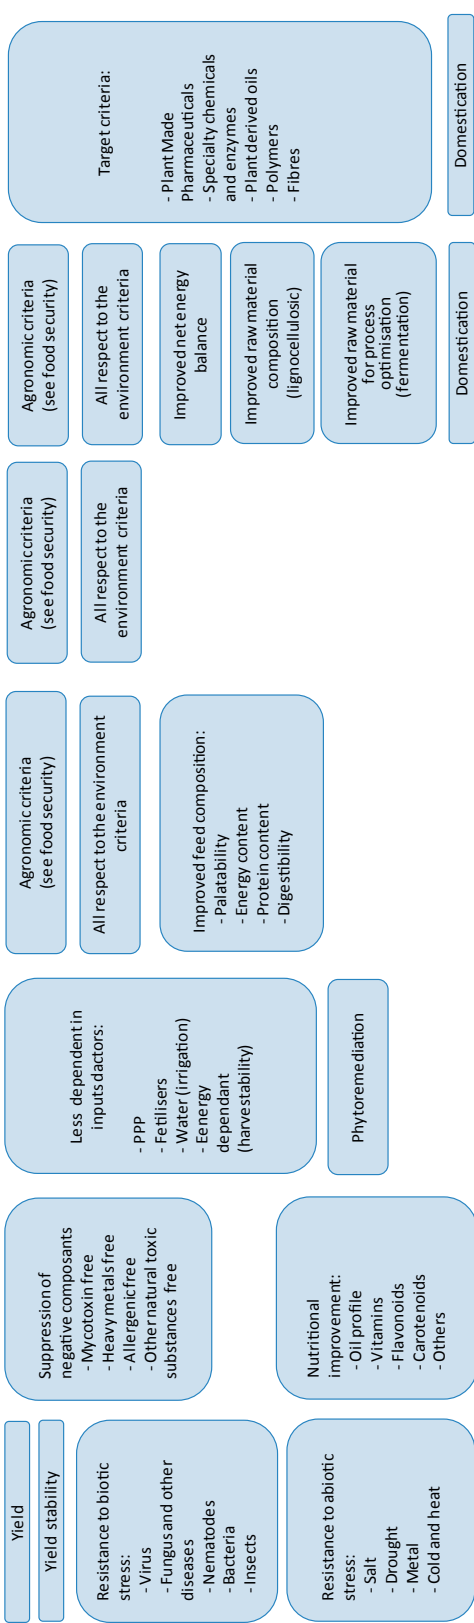 Yield
Yield stability
Resistance to biotic
stress:
- Virus
- Fungus and other
diseases
- Nematodes
- Bacteria
- Insects
Resistance to abiotic
stress:
- Salt
- Drought
- Metal
- Cold and heat
Suppression of
negative composants
- Mycotoxin free
- Heavy metals free
- Allergenic free
- Other natural toxic
substances free
Nutritional
improvement:
- Oil profile
- Vitamins
- Flavonoids
- Carotenoids
- Others
Less dependent in
inputs dactors:
- PPP
- Fetilisers
- Water (irrigation)
- Eenergy
dependant
(harvestability)
Phytoremediation
Agronomic criteria
(see food security)
All respect to the environment
criteria
Improved feed composition:
- Palatability
- Energy content
- Protein content
- Digestibility
Agronomic criteria
(see food security)
All respect to the
environment criteria
Agronomic criteria
(see food security)
All respect to the
environment criteria
Improved net energy
balance
Improved raw material
composition
(lignocellulosic)
Improved raw material
for process
optimisation
(fermentation)
Domestication
Target criteria:
- Plant Made
Pharmaceuticals
- Specialty chemicals
and enzymes
- Plant derived oils
- Polymers
- Fibres
Domestication